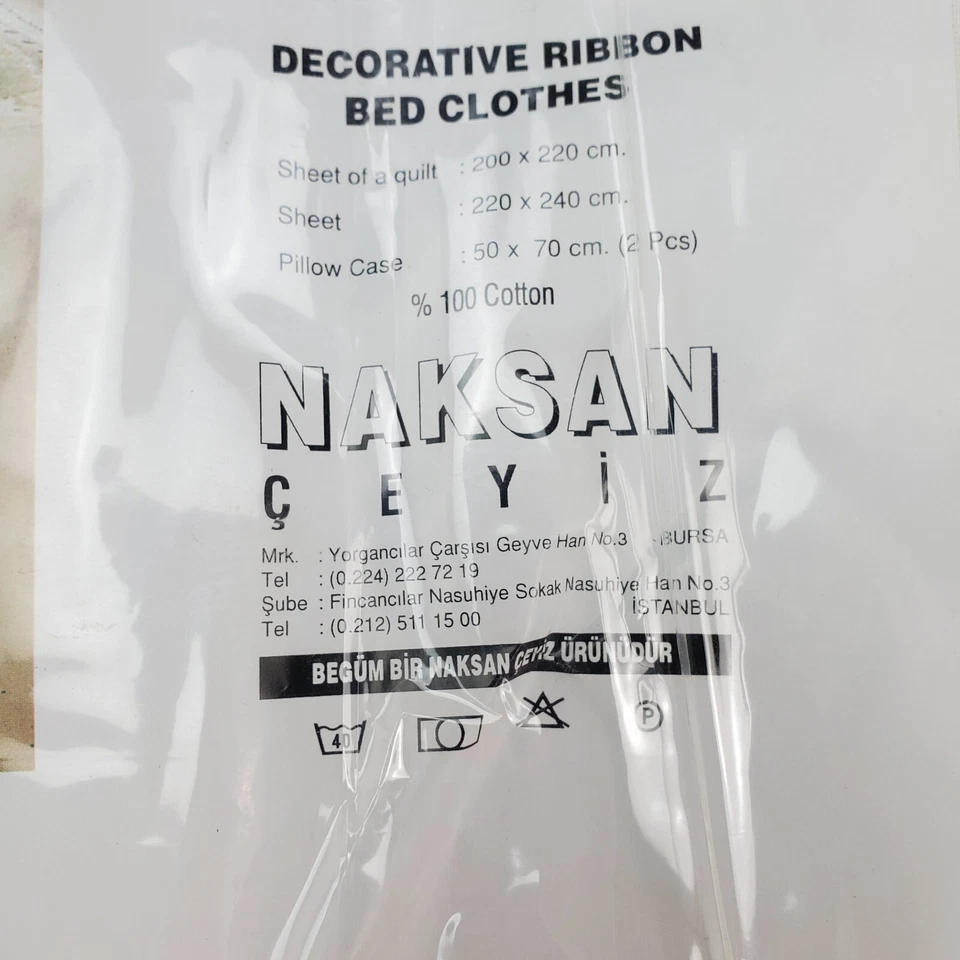 DECORATIVE RIBBON
BED CLOTHES
Sheet of a quilt : 200 x 220 cm.
Sheet : 220 x 240 cm.
Pillow Case : 50 x 70 cm. (2 Pcs)
% 100 Cotton
NAKSAN
ÇEYİZ
Mrk. : Yorgancılar Çarşısı Geyve Han No.3 - BURSA
Tel : (0.224) 222 72 19
Şube : Fincancılar Nasuhiye Sokak Nasuhiye Han No.3
İSTANBUL
Tel : (0.212) 511 15 00
BEGÜM BİR NAKSAN ÇEYİZ ÜRÜNÜDÜR
40 A P